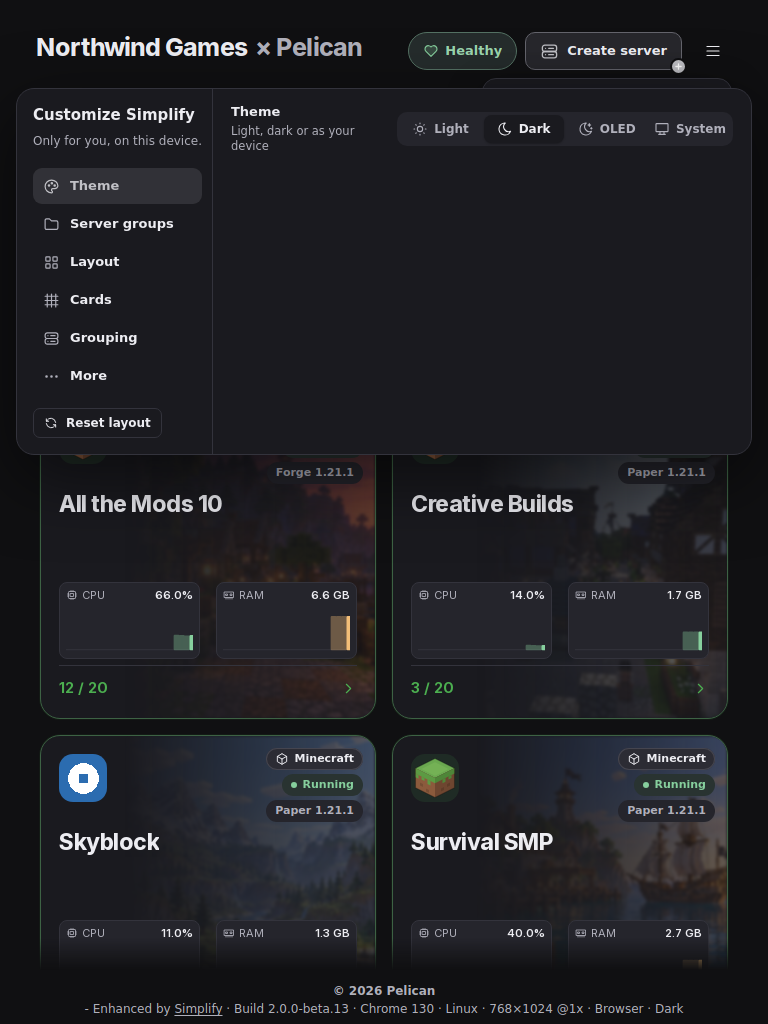 Northwind Games × Pelican
Healthy
Create server
Customize Simplify
Only for you, on this device.
Theme
Server groups
Layout
Cards
Grouping
More
Reset layout
Theme
Light, dark or as your
device
Light
Dark
OLED
System
Forge 1.21.1
All the Mods 10
CPU 66.0%
RAM 6.6 GB
12 / 20
Paper 1.21.1
Creative Builds
CPU 14.0%
RAM 1.7 GB
3 / 20
Minecraft
Running
Paper 1.21.1
Skyblock
CPU 11.0%
RAM 1.3 GB
Minecraft
Running
Paper 1.21.1
Survival SMP
CPU 40.0%
RAM 2.7 GB
© 2026 Pelican
- Enhanced by Simplify · Build 2.0.0-beta.13 · Chrome 130 · Linux · 768×1024 @1x · Browser · Dark